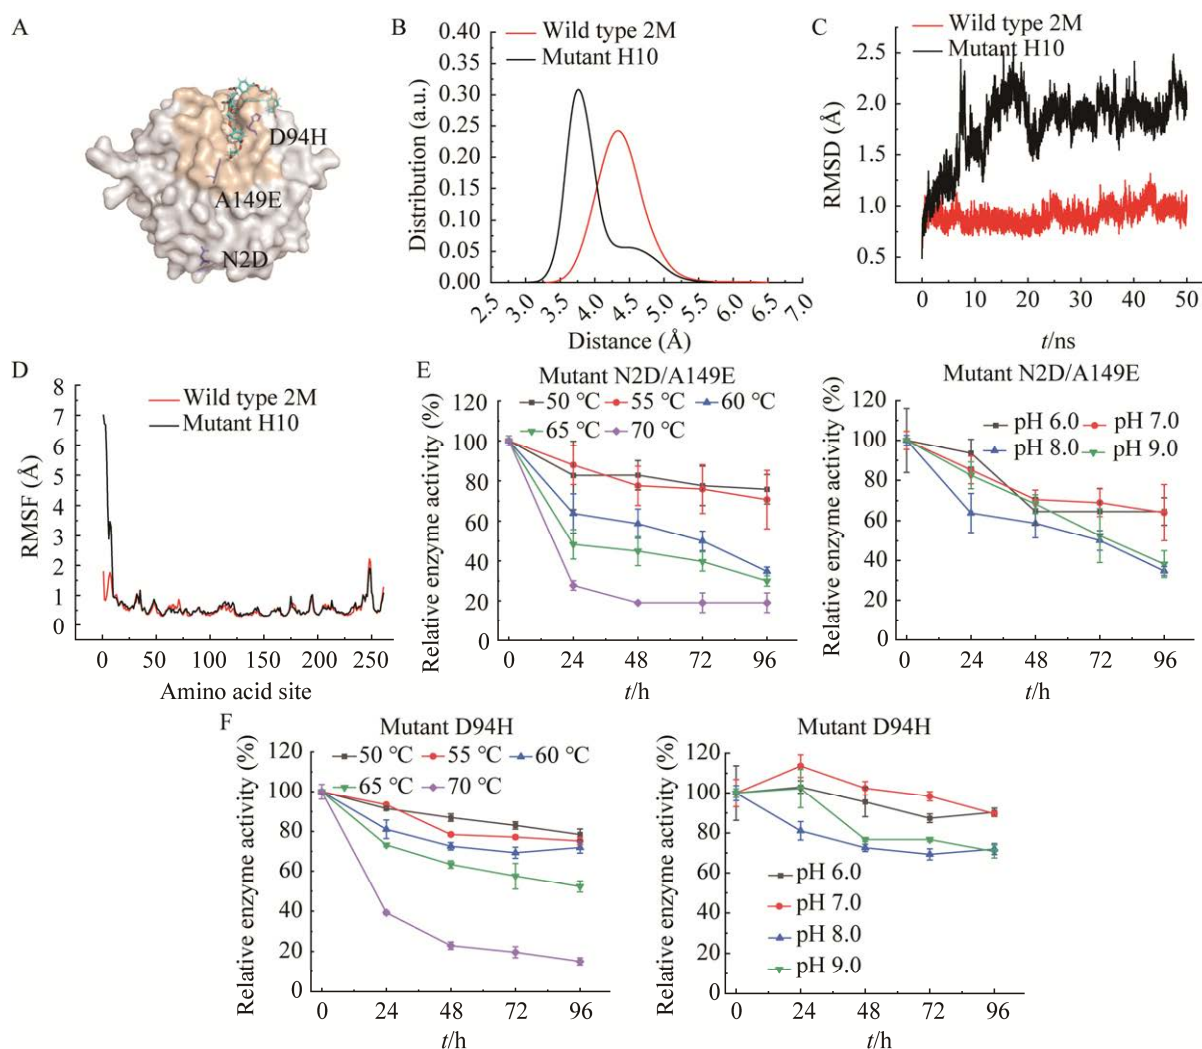 A
D94H
A149E
N2D
B
Wild type 2M
Mutant H10
Distribution (a.u.)
0.35
0.30
0.25
0.20
0.15
0.10
0.05
0.00
2.5 3.0 3.5 4.0 4.5 5.0 5.5 6.0 6.5 7.0
Distance (Å)
C
Wild type 2M
Mutant H10
RMSD (Å)
2.5
2.0
1.5
1.0
0.5
0 10 20 30 40 50
t/ns
D
Wild type 2M
Mutant H10
RMSF (Å)
8
7
6
5
4
3
2
1
0
0 50 100 150 200 250
Amino acid site
E
Mutant N2D/A149E
50 °C 55 °C 60 °C
65 °C 70 °C
Relative enzyme activity (%)
120
100
80
60
40
20
0
0 24 48 72 96
t/h
Mutant N2D/A149E
pH 6.0 pH 7.0
pH 8.0 pH 9.0
Relative enzyme activity (%)
120
100
80
60
40
20
0
0 24 48 72 96
t/h
F
Mutant D94H
50 °C 55 °C 60 °C
65 °C 70 °C
Relative enzyme activity (%)
120
100
80
60
40
20
0
0 24 48 72 96
t/h
Mutant D94H
Relative enzyme activity (%)
120
100
80
60
40
20
0
pH 6.0
pH 7.0
pH 8.0
pH 9.0
0 24 48 72 96
t/h